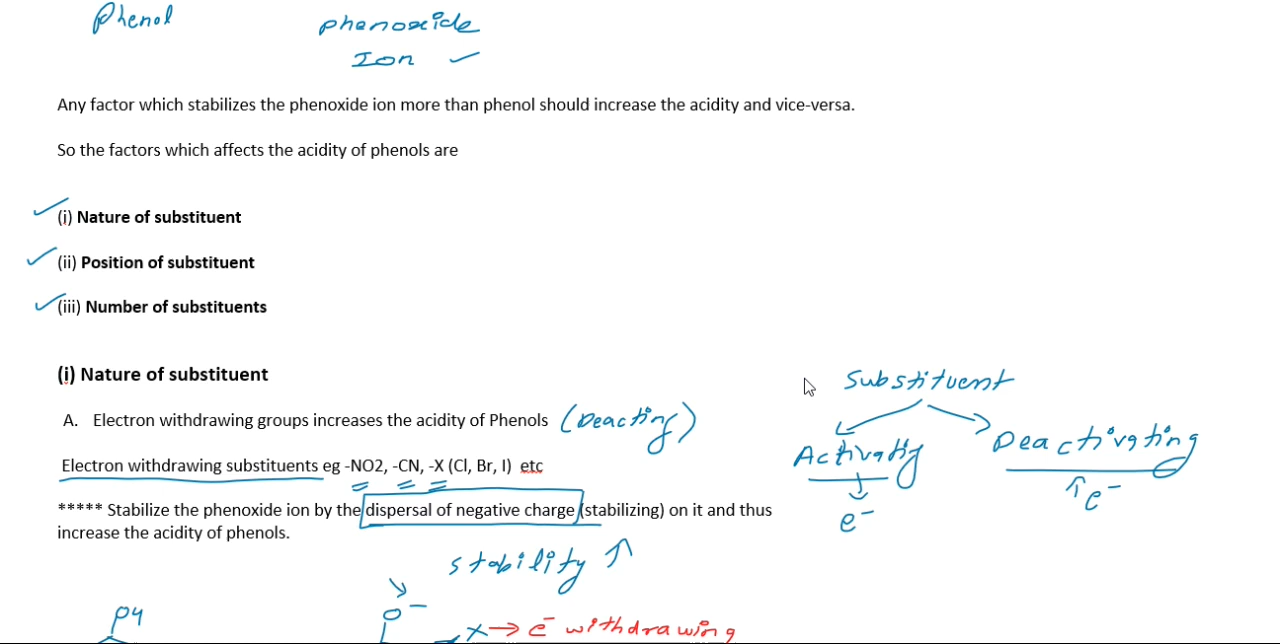 Phenol
phenoxide
Ion
Any factor which stabilizes the phenoxide ion more than phenol should increase the acidity and vice-versa.
So the factors which affects the acidity of phenols are
(i) Nature of substituent
(ii) Position of substituent
(iii) Number of substituents
(i) Nature of substituent
Substituent
Activatig
Deactivating
e-
↑e-
A. Electron withdrawing groups increases the acidity of Phenols (Deacting)
Electron withdrawing substituents eg -NO2, -CN, -X (Cl, Br, I) etc
***** Stabilize the phenoxide ion by the dispersal of negative charge (stabilizing) on it and thus
increase the acidity of phenols.
stability ↑
O-
x→ e- withdrawing